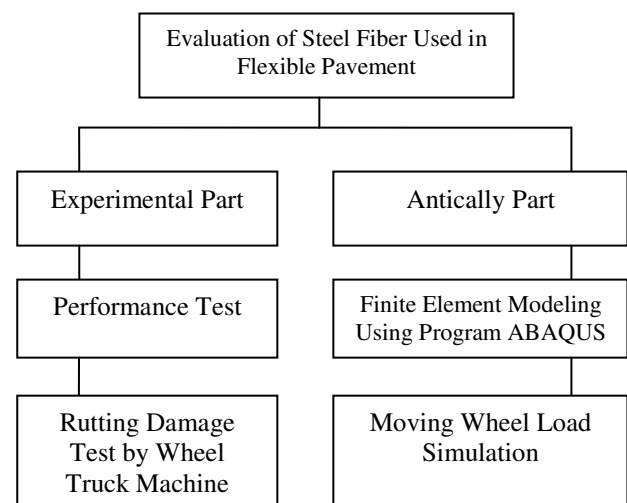 Evaluation of Steel Fiber Used in
Flexible Pavement
Experimental Part
Antically Part
Performance Test
Finite Element Modeling
Using Program ABAQUS
Rutting Damage
Test by Wheel
Truck Machine
Moving Wheel Load
Simulation